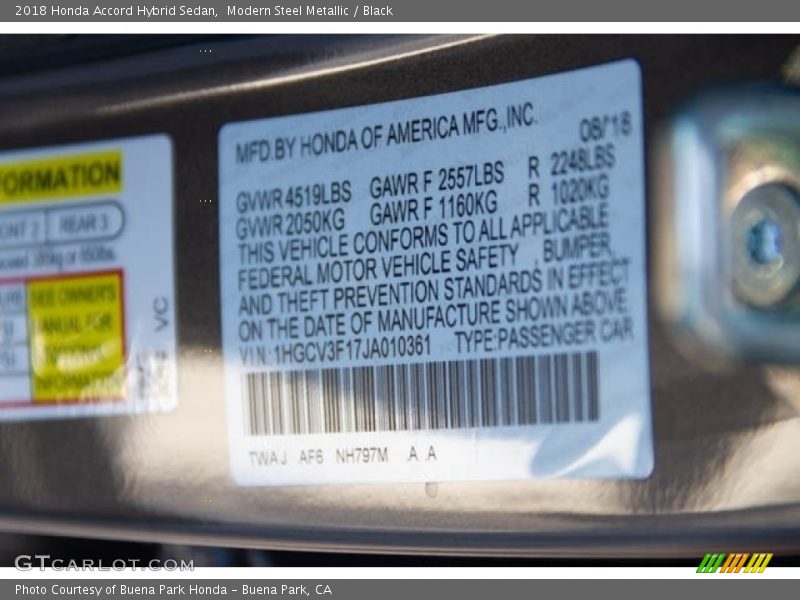 2018 Honda Accord Hybrid Sedan, Modern Steel Metallic / Black
FORMATION
REAR 3
SEE OWNER'S
VC
MFD.BY HONDA OF AMERICA MFG.,INC. 08/18
GVWR 4519LBS GAWR F 2557LBS R 2248LBS
GVWR 2050KG GAWR F 1160KG R 1020KG
THIS VEHICLE CONFORMS TO ALL APPLICABLE
FEDERAL MOTOR VEHICLE SAFETY , BUMPER,
AND THEFT PREVENTION STANDARDS IN EFFECT
ON THE DATE OF MANUFACTURE SHOWN ABOVE.
VIN:1HGCV3F17JA010361 TYPE:PASSENGER CAR
TWAJ AF6 NH797M A A
GTCARLOT.COM
Photo Courtesy of Buena Park Honda - Buena Park, CA